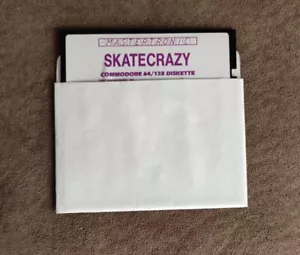 MASTERTRONIC
SKATECRAZY
COMMODORE 64/128 DISKETTE